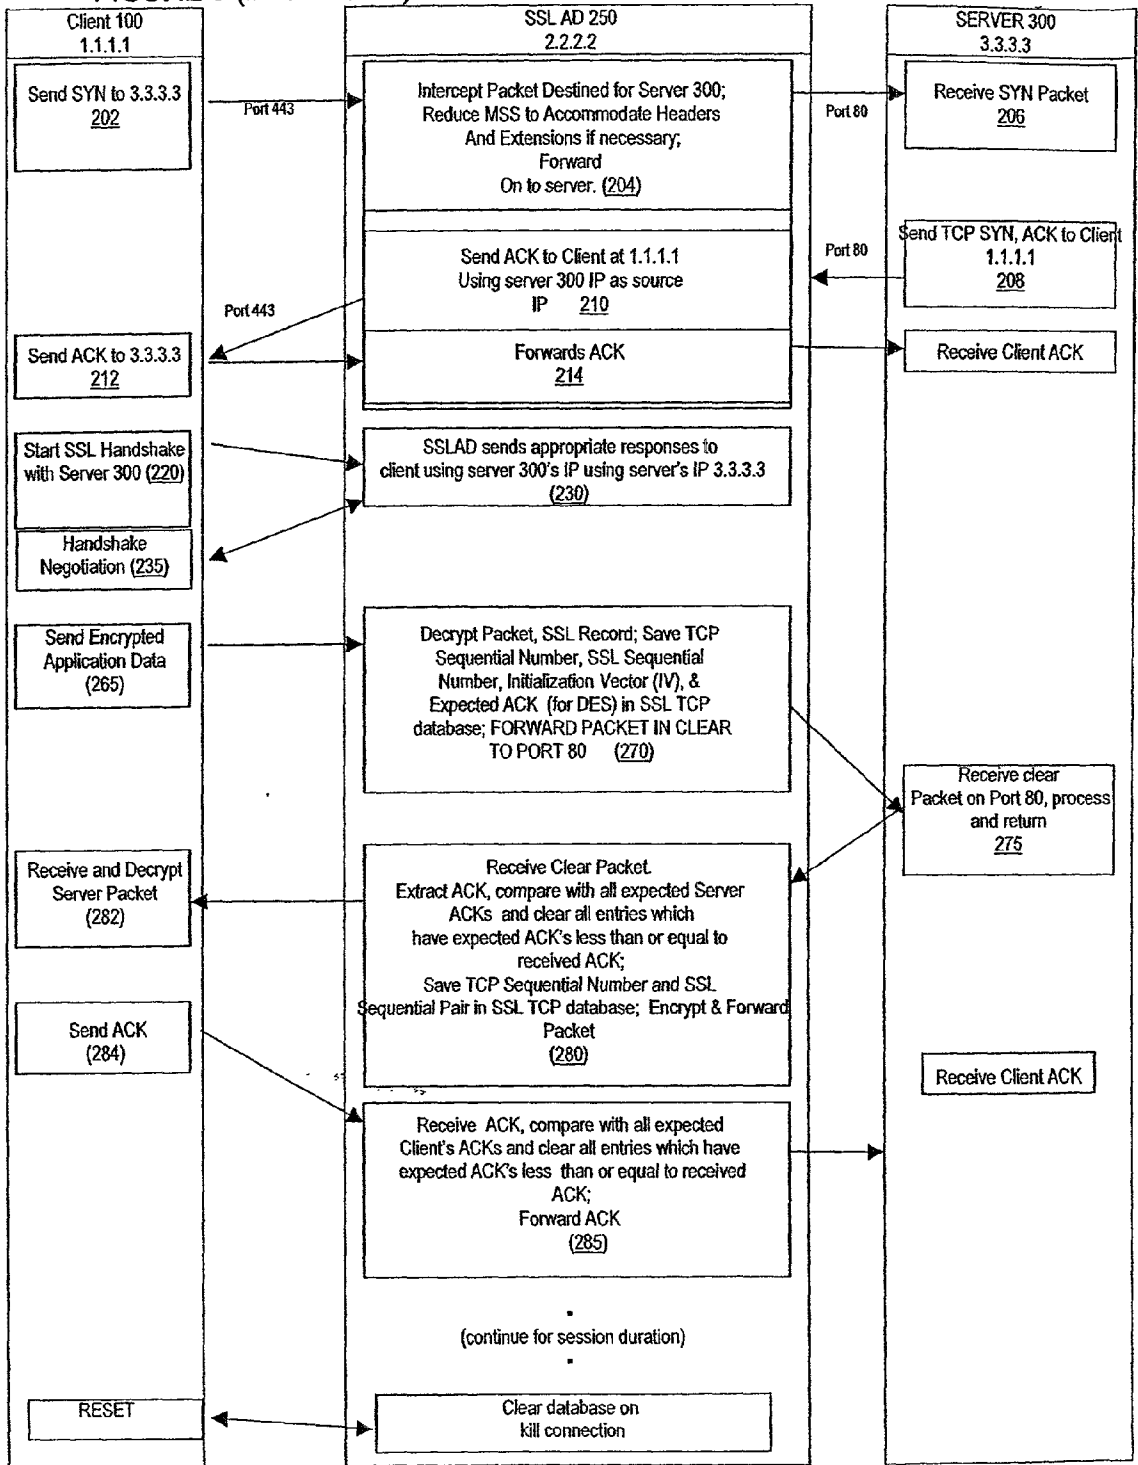 Client 100
1.1.1.1
SSL AD 250
2.2.2.2
SERVER 300
3.3.3.3
Send SYN to 3.3.3.3
202
Port 443
Intercept Packet Destined for Server 300;
Reduce MSS to Accommodate Headers
And Extensions if necessary;
Forward
On to server. (204)
Port 80
Receive SYN Packet
206
Send TCP SYN, ACK to Client
1.1.1.1
208
Port 80
Send ACK to Client at 1.1.1.1
Using server 300 IP as source
IP 210
Port 443
Send ACK to 3.3.3.3
212
Forwards ACK
214
Receive Client ACK
Start SSL Handshake
with Server 300 (220)
SSLAD sends appropriate responses to
client using server 300's IP using server's IP 3.3.3.3
(230)
Handshake
Negotiation (235)
Send Encrypted
Application Data
(265)
Decrypt Packet, SSL Record; Save TCP
Sequential Number, SSL Sequential
Number, Initialization Vector (IV), &
Expected ACK (for DES) in SSL TCP
database; FORWARD PACKET IN CLEAR
TO PORT 80 (270)
Receive clear
Packet on Port 80, process
and return
275
Receive and Decrypt
Server Packet
(282)
Receive Clear Packet.
Extract ACK, compare with all expected Server
ACKs and clear all entries which
have expected ACK's less than or equal to
received ACK;
Save TCP Sequential Number and SSL
Sequential Pair in SSL TCP database; Encrypt & Forward
Packet
(280)
Send ACK
(284)
Receive Client ACK
Receive ACK, compare with all expected
Client's ACKs and clear all entries which have
expected ACK's less than or equal to received
ACK;
Forward ACK
(285)
(continue for session duration)
RESET
Clear database on
kill connection